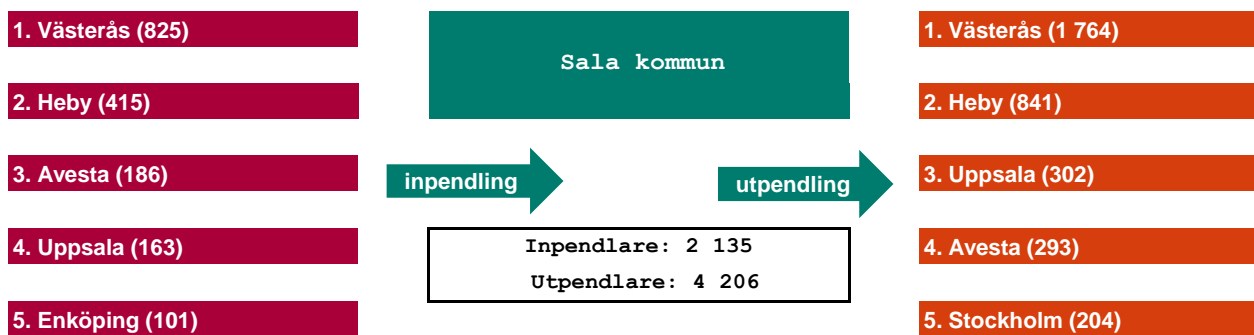 1. Västerås (825)
2. Heby (415)
3. Avesta (186)
4. Uppsala (163)
5. Enköping (101)
Sala kommun
inpendling
utpendling
Inpendlare: 2 135
Utpendlare: 4 206
1. Västerås (1 764)
2. Heby (841)
3. Uppsala (302)
4. Avesta (293)
5. Stockholm (204)